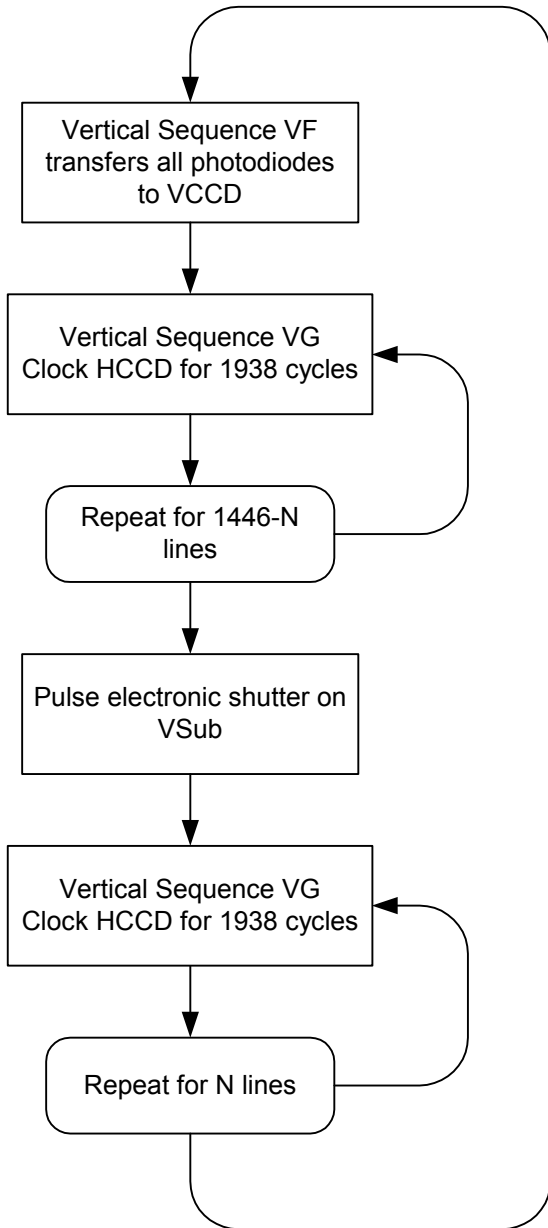 Vertical Sequence VF
transfers all photodiodes
to VCCD
Vertical Sequence VG
Clock HCCD for 1938 cycles
Repeat for 1446-N
lines
Pulse electronic shutter on
VSub
Vertical Sequence VG
Clock HCCD for 1938 cycles
Repeat for N lines